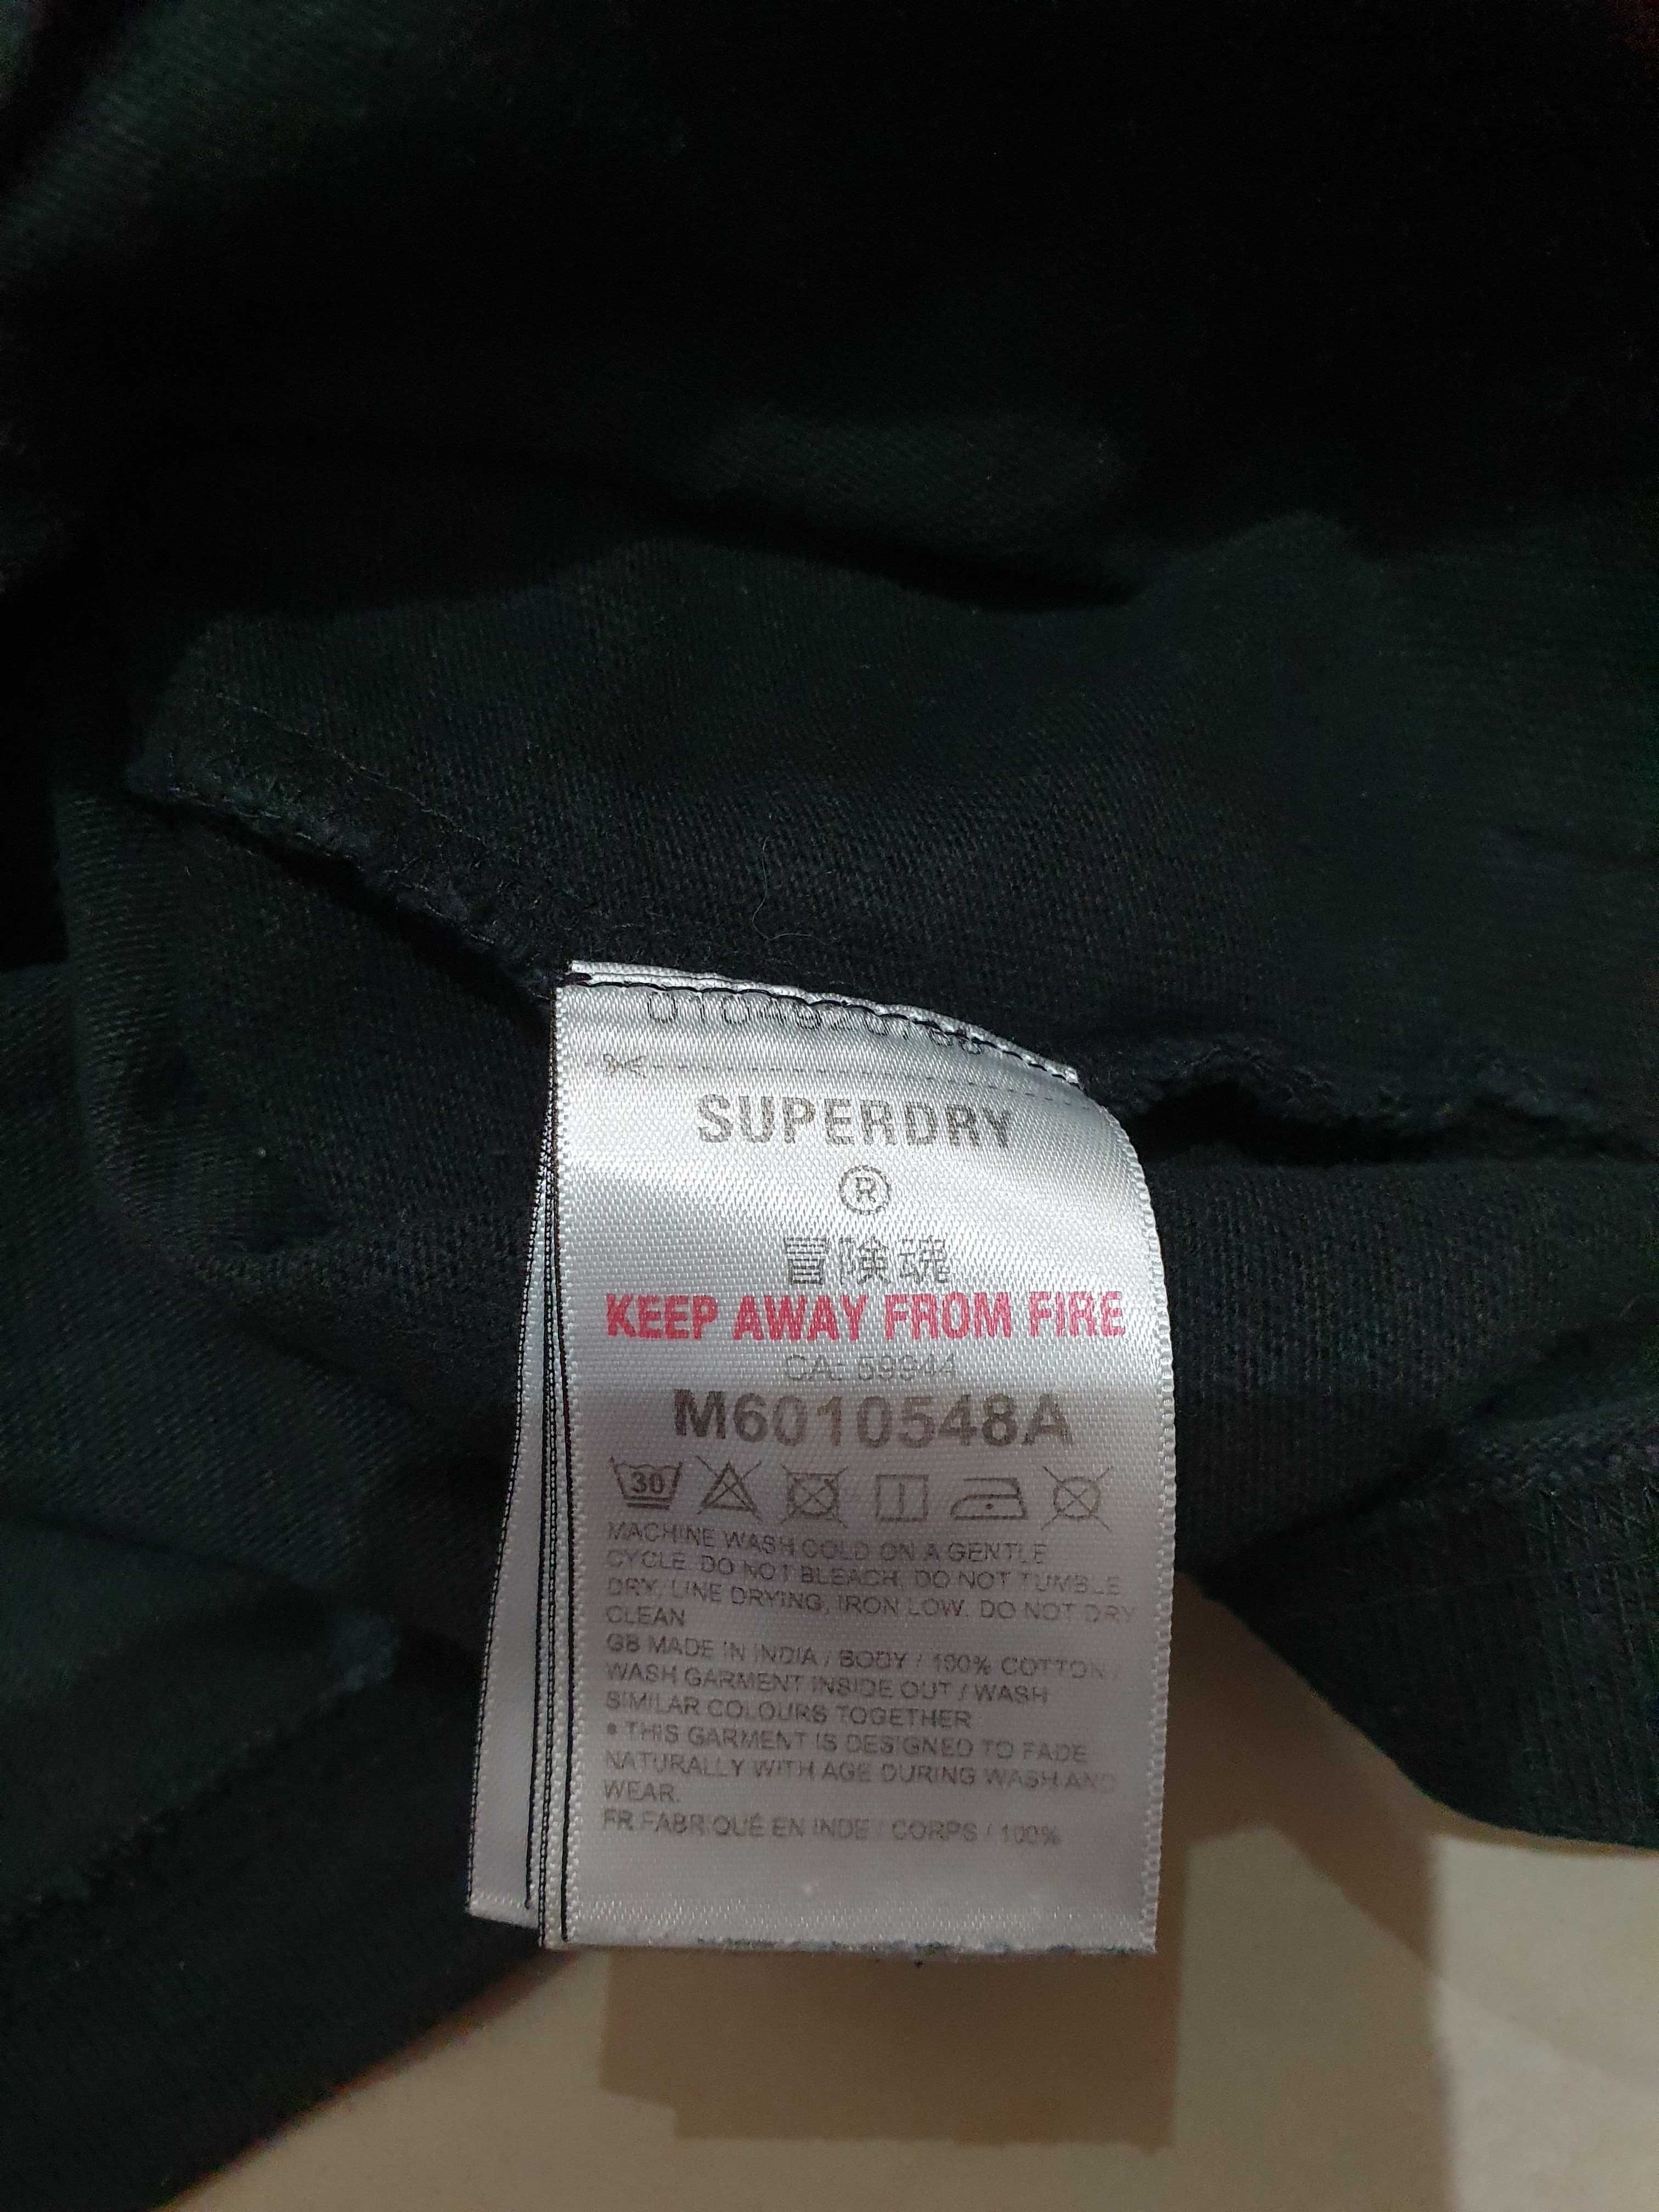 SUPERDRY
®
冒険魂
KEEP AWAY FROM FIRE
CA: 59944
M6010548A
30
MACHINE WASH COLD ON A GENTLE
CYCLE. DO NOT BLEACH, DO NOT TUMBLE
DRY, LINE DRYING, IRON LOW. DO NOT DRY
CLEAN
GB MADE IN INDIA / BODY / 100% COTTON /
WASH GARMENT INSIDE OUT / WASH
SIMILAR COLOURS TOGETHER
* THIS GARMENT IS DESIGNED TO FADE
NATURALLY WITH AGE DURING WASH AND
WEAR.
FR FABRIQUÉ EN INDE / CORPS / 100%